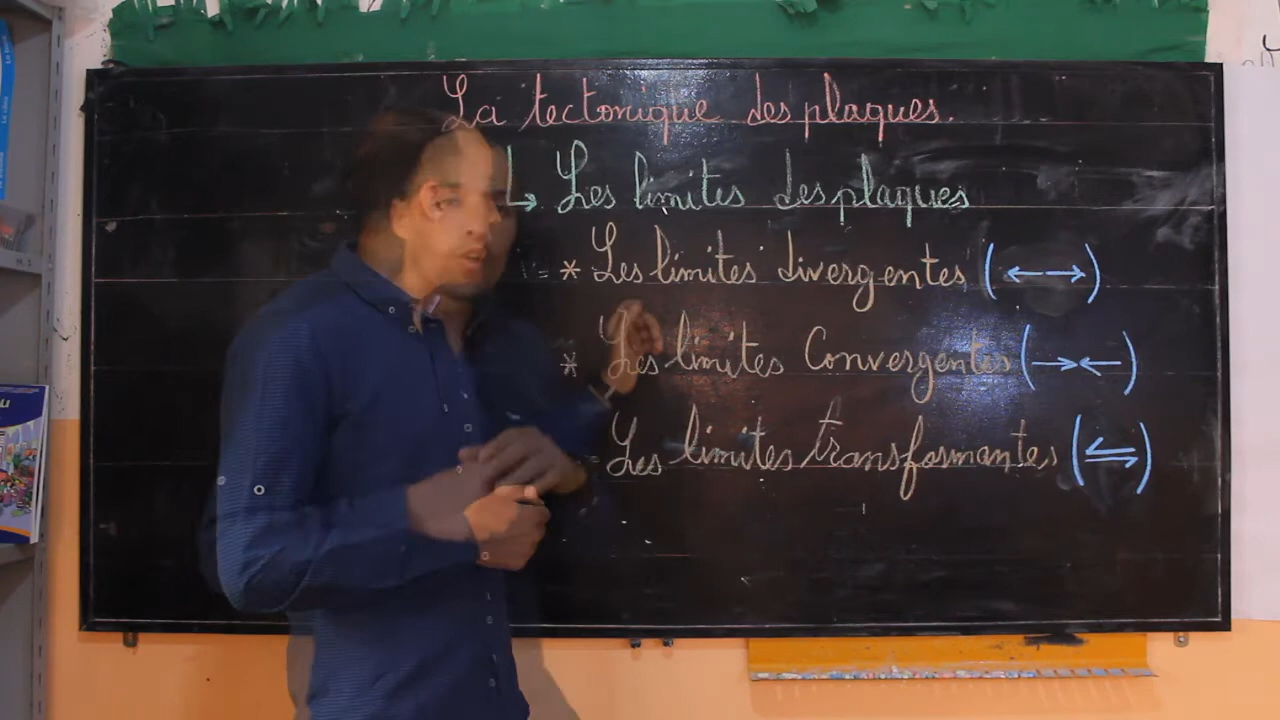 La tectonique des plaques.
↳ Les limites des plaques
* Les limites divergentes (←→)
* Les limites Convergentes (→←)
Les limites transformantes (⇋)